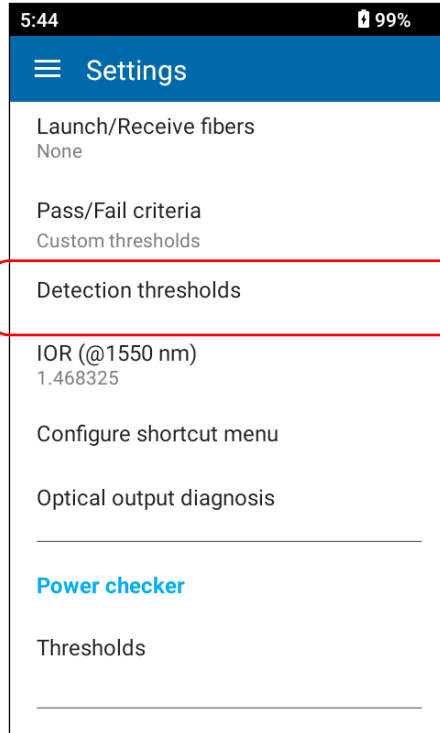 5:44 99%
Settings
Launch/Receive fibers
None
Pass/Fail criteria
Custom thresholds
Detection thresholds
IOR (@1550 nm)
1.468325
Configure shortcut menu
Optical output diagnosis
Power checker
Thresholds